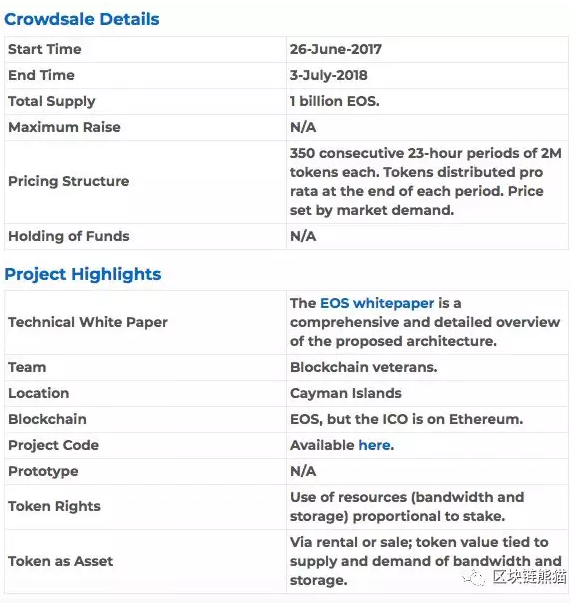 Crowdsale Details
Start Time
26-June-2017
End Time
3-July-2018
Total Supply
1 billion EOS.
Maximum Raise
N/A
Pricing Structure
350 consecutive 23-hour periods of 2M
tokens each. Tokens distributed pro
rata at the end of each period. Price
set by market demand.
Holding of Funds
N/A
Project Highlights
Technical White Paper
The EOS whitepaper is a
comprehensive and detailed overview
of the proposed architecture.
Team
Blockchain veterans.
Location
Cayman Islands
Blockchain
EOS, but the ICO is on Ethereum.
Project Code
Available here.
Prototype
N/A
Token Rights
Use of resources (bandwidth and
storage) proportional to stake.
Token as Asset
Via rental or sale; token value tied to
supply and demand of bandwidth and
storage.
区块链熊猫